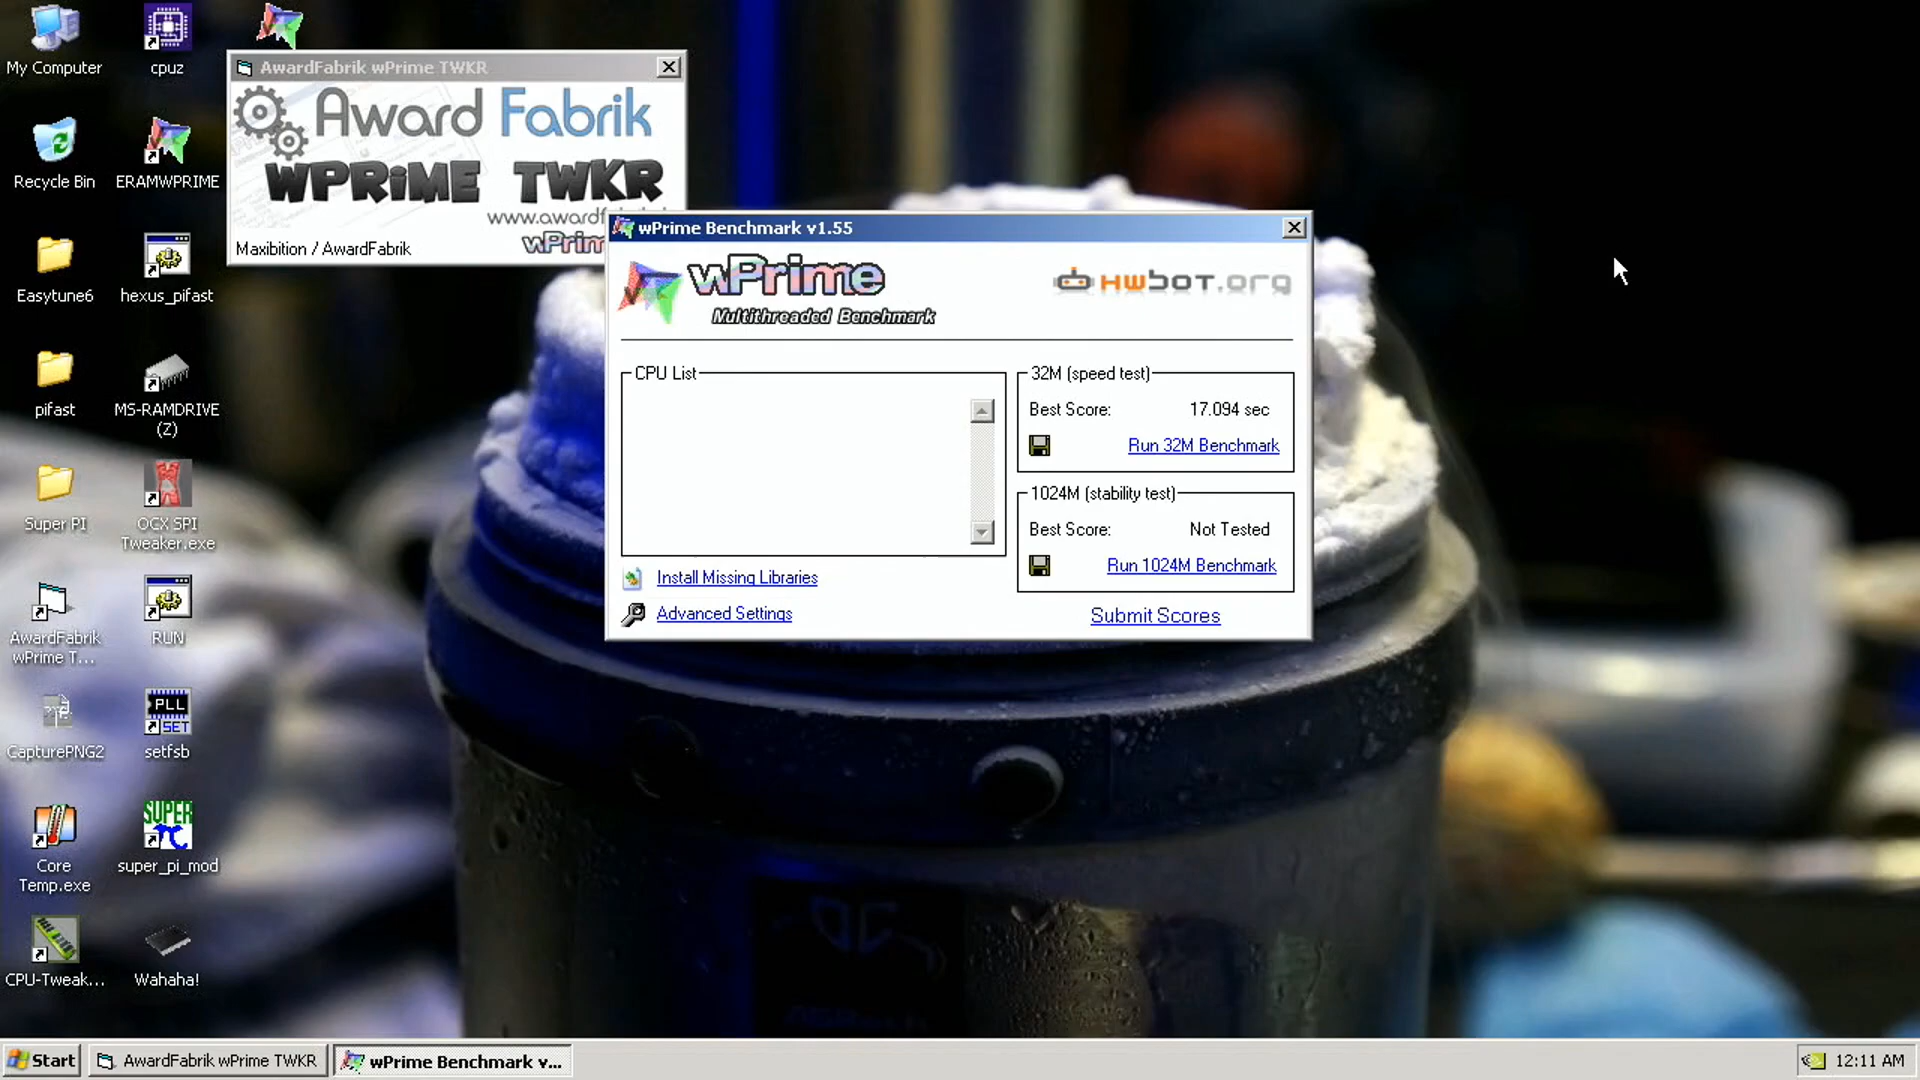 My Computer
cpuz
Recycle Bin
ERAMWPRIME
Easytune6
hexus_pifast
pifast
MS-RAMDRIVE
(Z)
Super PI
OCX SPI
Tweaker.exe
AwardFabrik
wPrime T...
RUN
CapturePNG2
PLL
SET
setfsb
Core
Temp.exe
SUPER
π
super_pi_mod
CPU-Tweak...
Wahaha!
AwardFabrik wPrime TWKR
Award Fabrik
WPRiME TWKR
www.awardf
wPrim
Maxibition / AwardFabrik
wPrime Benchmark v1.55
wPrime
Multithreaded Benchmark
HWBOT.ORG
CPU List
32M (speed test)
Best Score: 17.094 sec
Run 32M Benchmark
1024M (stability test)
Best Score: Not Tested
Run 1024M Benchmark
Install Missing Libraries
Advanced Settings
Submit Scores
Start
AwardFabrik wPrime TWKR
wPrime Benchmark v...
12:11 AM